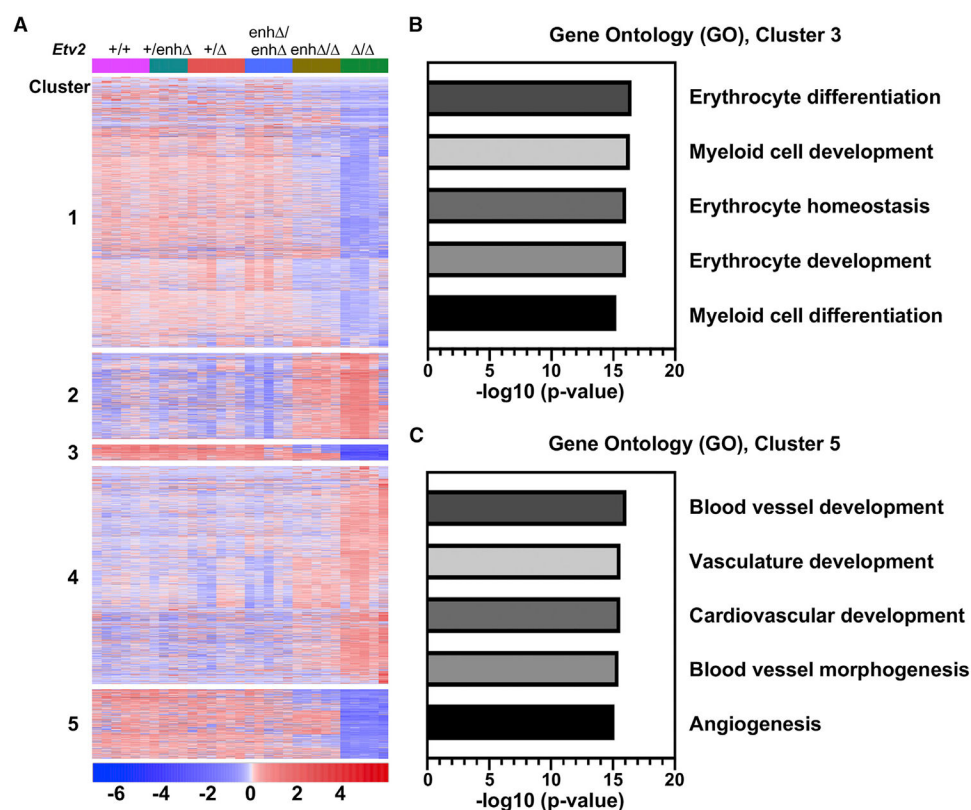 A
Etv2 +/+ +/enhΔ +/Δ enhΔ/enhΔ enhΔ/Δ Δ/Δ
Cluster
1
2
3
4
5
-6 -4 -2 0 2 4
B
Gene Ontology (GO), Cluster 3
Erythrocyte differentiation
Myeloid cell development
Erythrocyte homeostasis
Erythrocyte development
Myeloid cell differentiation
0 5 10 15 20
-log10 (p-value)
C
Gene Ontology (GO), Cluster 5
Blood vessel development
Vasculature development
Cardiovascular development
Blood vessel morphogenesis
Angiogenesis
0 5 10 15 20
-log10 (p-value)